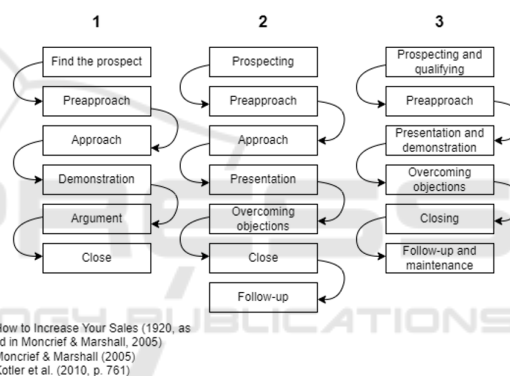 1
2
3
Find the prospect
Preapproach
Approach
Demonstration
Argument
Close
Prospecting
Preapproach
Approach
Presentation
Overcoming
objections
Close
Follow-up
Prospecting and
qualifying
Preapproach
Presentation and
demonstration
Overcoming
objections
Closing
Follow-up and
maintenance
How to Increase Your Sales (1920, as
d in Moncrief & Marshall, 2005)
Moncrief & Marshall (2005)
Kotler et al. (2010, p. 761)
PUBLICATIONS